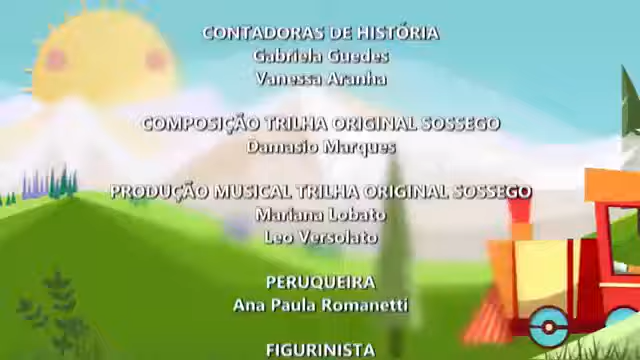 CONTADORAS DE HISTÓRIA
Gabriela Guedes
Vanessa Aranha
COMPOSIÇÃO TRILHA ORIGINAL SOSSEGO
Damasio Marques
PRODUÇÃO MUSICAL TRILHA ORIGINAL SOSSEGO
Mariana Lobato
Leo Versolato
PERUQUEIRA
Ana Paula Romanetti
FIGURINISTA